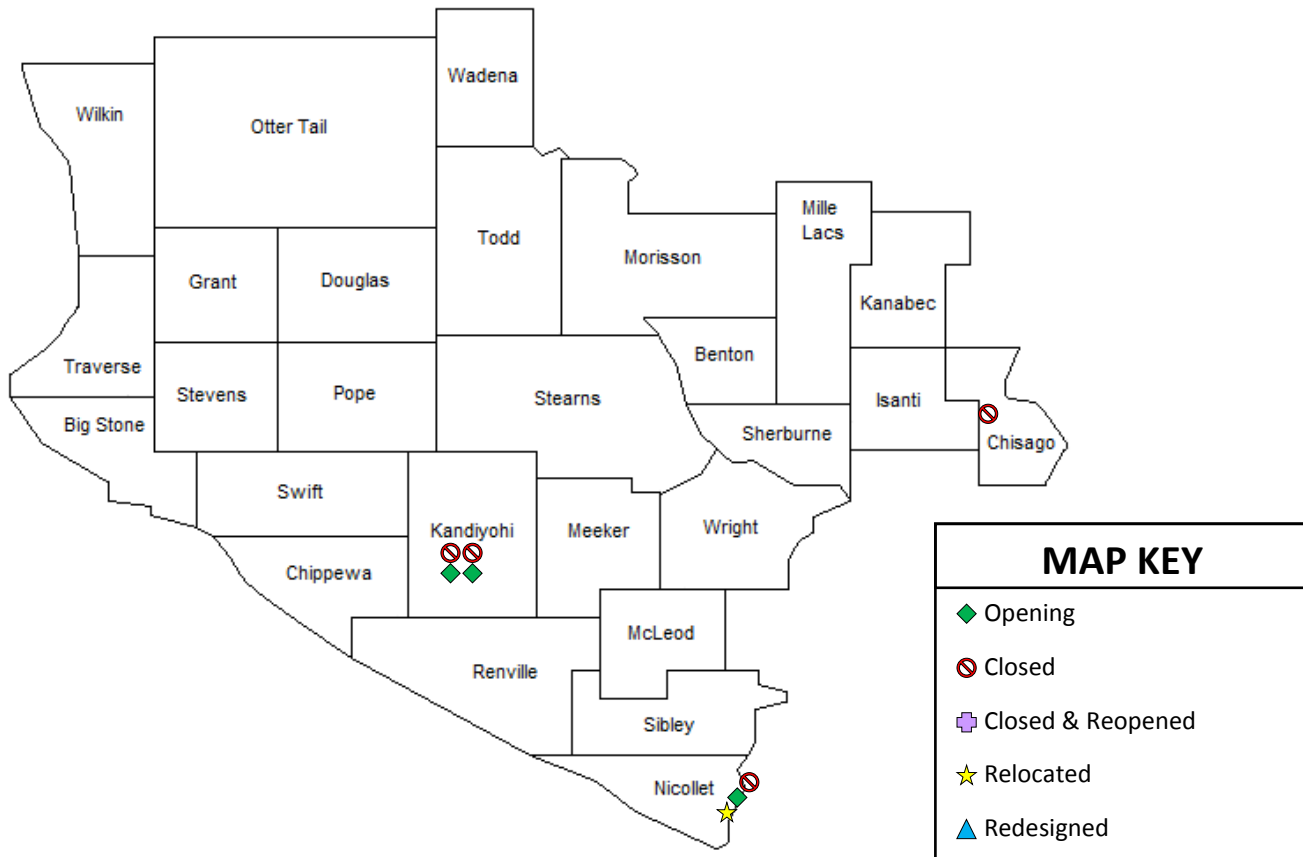 Wadena
Wilkin
Otter Tail
Mille
Lacs
Todd
Morisson
Grant
Douglas
Kanabec
Benton
Traverse
Stevens
Pope
Stearns
Isanti
Big Stone
Sherburne
Chisago
Swift
Kandiyohi
Meeker
Wright
Chippewa
McLeod
Renville
Sibley
Nicollet
MAP KEY
Opening
Closed
Closed & Reopened
Relocated
Redesigned